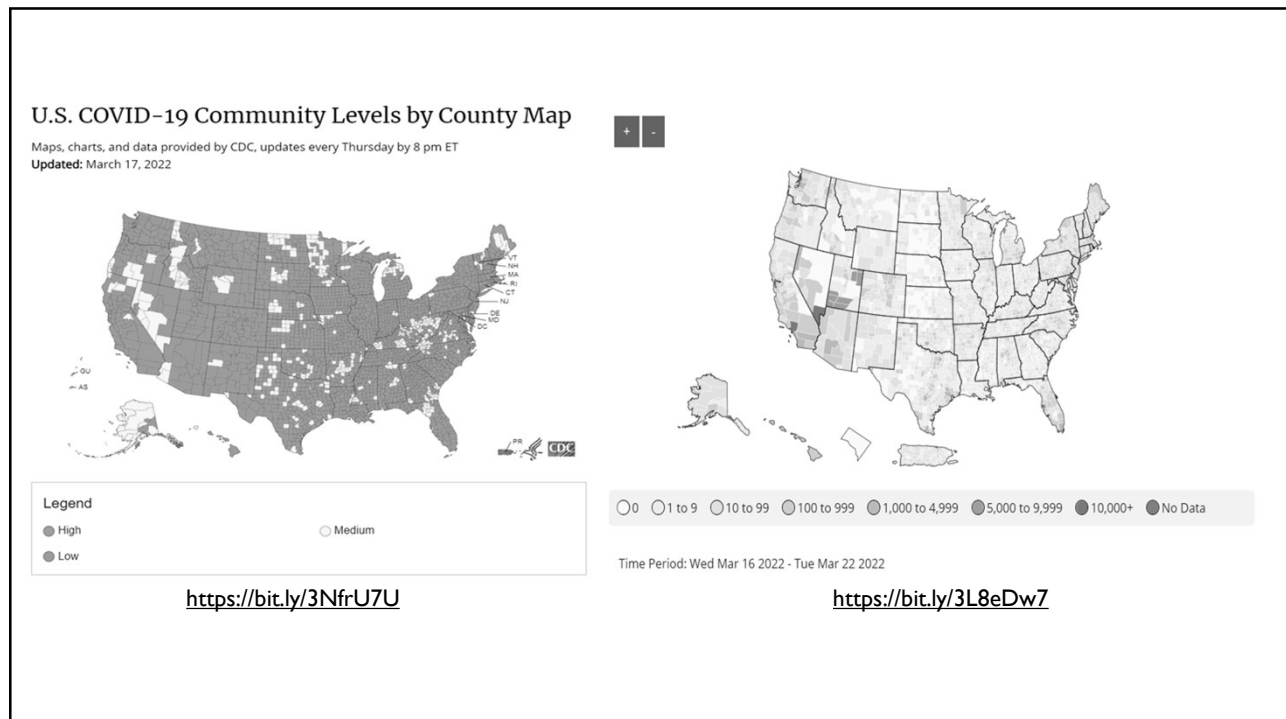 U.S. COVID-19 Community Levels by County Map
Maps, charts, and data provided by CDC, updates every Thursday by 8 pm ET
Updated: March 17, 2022
VT
NH
MA
RI
CT
NJ
DE
MD
DC
GU
AS
PR
CDC
Legend
High
Medium
Low
https://bit.ly/3NfrU7U
+ -
0 1 to 9 10 to 99 100 to 999 1,000 to 4,999 5,000 to 9,999 10,000+ No Data
Time Period: Wed Mar 16 2022 - Tue Mar 22 2022
https://bit.ly/3L8eDw7